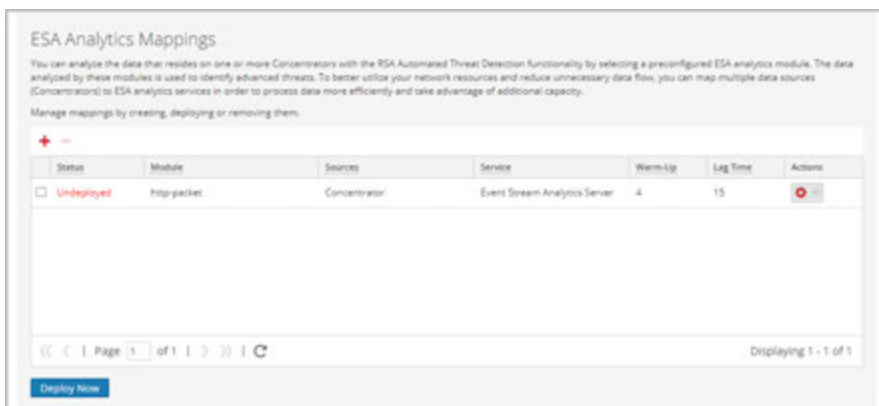 ESA Analytics Mappings
You can analyze the data that resides on one or more Concentrators with the RSA Automated Threat Detection functionality by selecting a preconfigured ESA analytics module. The data
analyzed by these modules is used to identify advanced threats. To better utilize your network resources and reduce unnecessary data flow, you can map multiple data sources
(Concentrators) to ESA analytics services in order to process data more efficiently and take advantage of additional capacity.
Manage mappings by creating, deploying or removing them.
Status Module Sources Service Warm-Up Lag Time Actions
Undeployed http-packet Concentrator Event Stream Analytics Server 4 15
Page 1 of 1 Displaying 1 - 1 of 1
Deploy Now